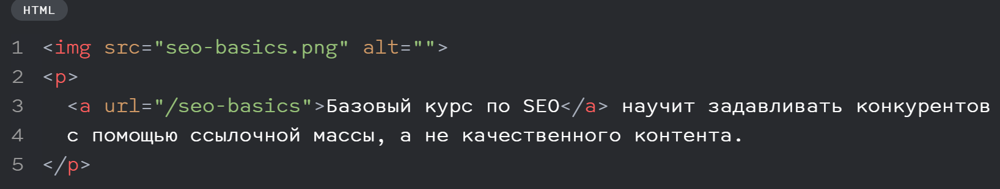 HTML
1 <img src="seo-basics.png" alt="">
2 <p>
3   <a url="/seo-basics">Базовый курс по SEO</a> научит задавливать конкурентов
4   с помощью ссылочной массы, а не качественного контента.
5 </p>